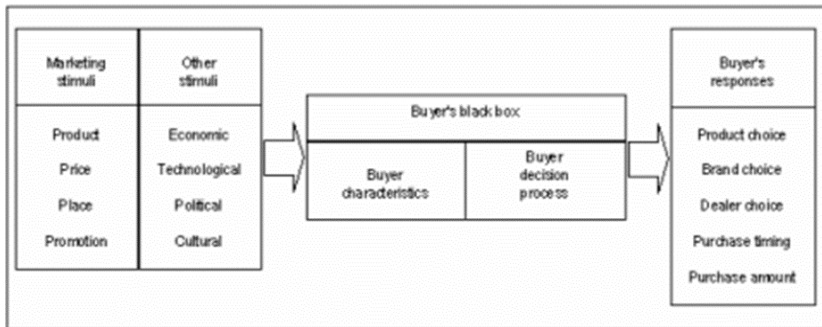 Marketing
stimuli
Product
Price
Place
Promotion
Other
stimuli
Economic
Technological
Political
Cultural
Buyer's black box
Buyer
characteristics
Buyer
decision
process
Buyer's
responses
Product choice
Brand choice
Dealer choice
Purchase timing
Purchase amount